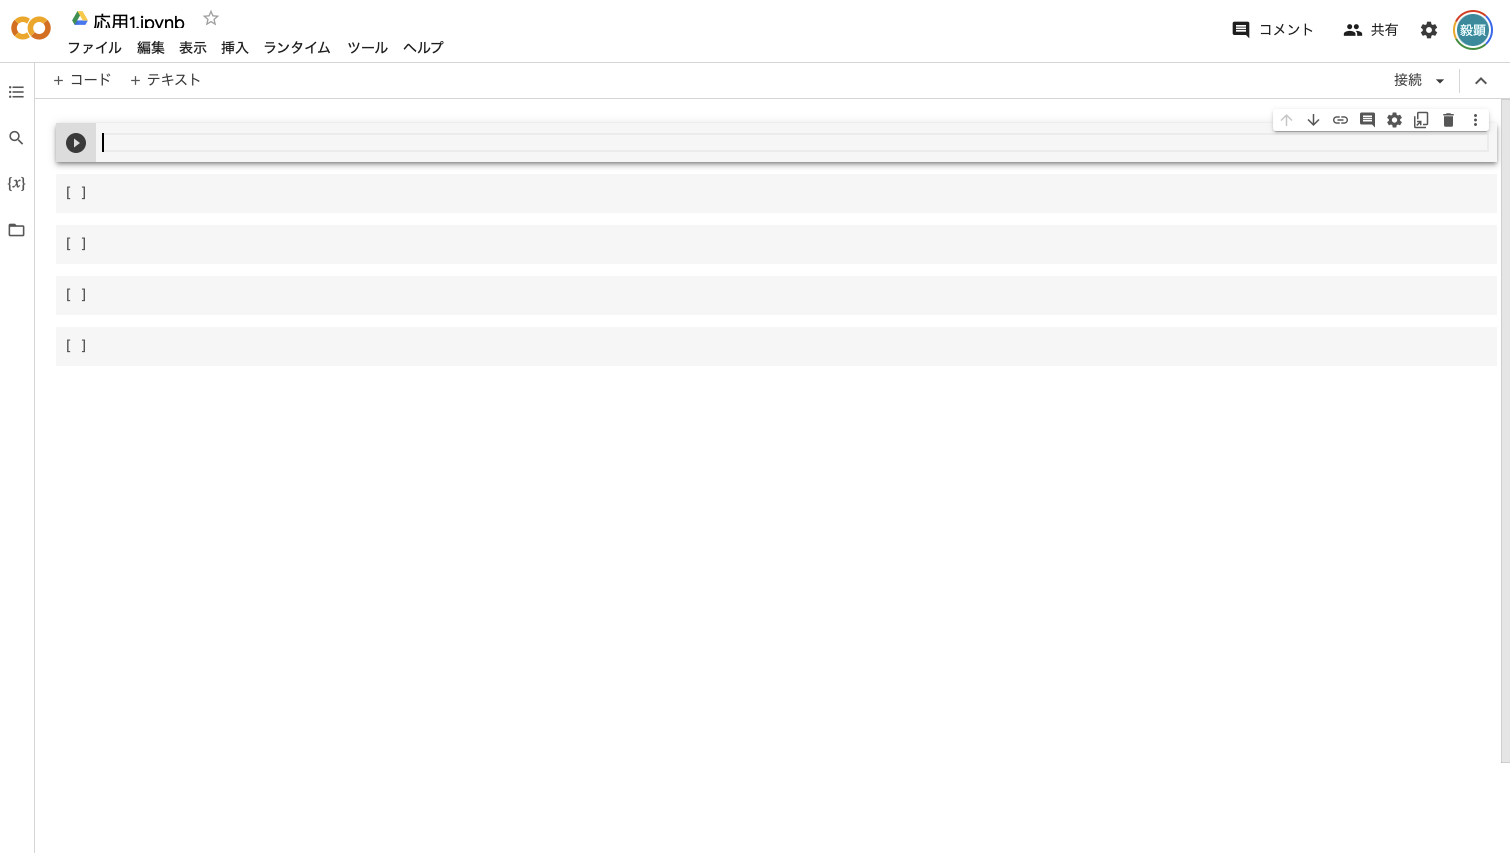 応用1.ipynb
ファイル 編集 表示 挿入 ランタイム ツール ヘルプ
コメント 共有 毅顕
+ コード + テキスト 接続
{x}
[ ]
[ ]
[ ]
[ ]